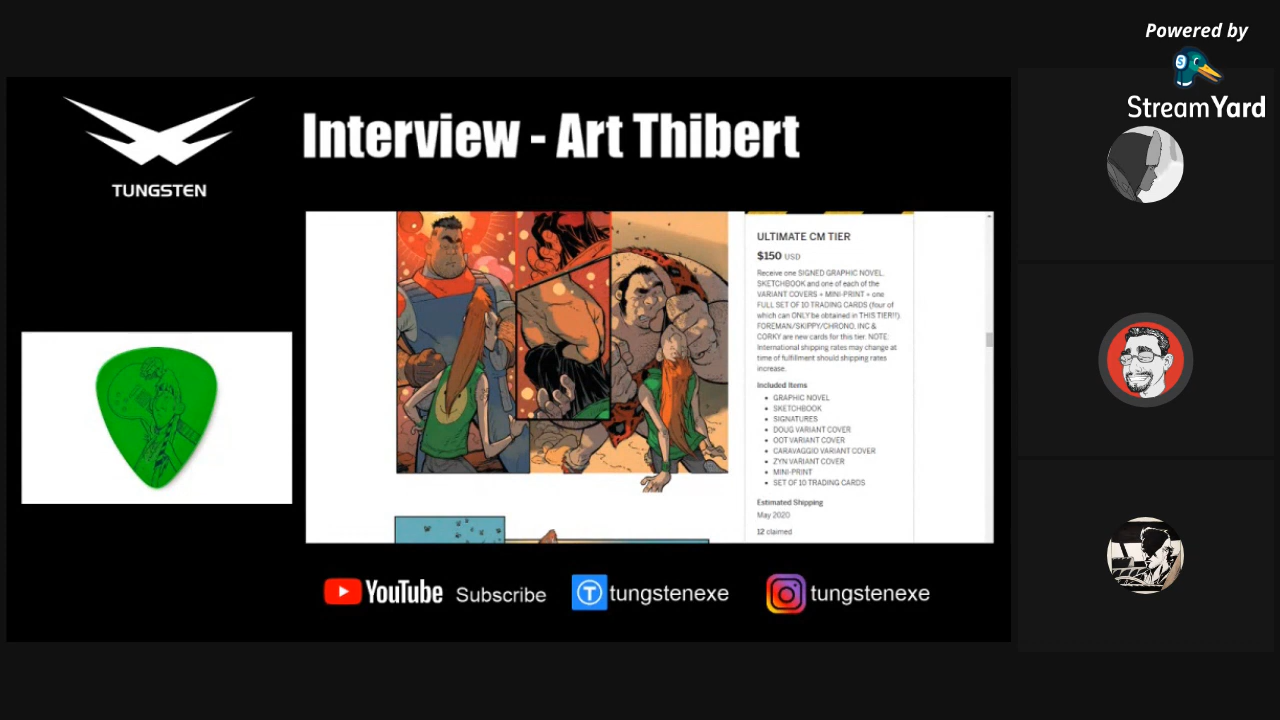 Powered by
StreamYard
TUNGSTEN
Interview - Art Thibert
ULTIMATE CM TIER
$150 USD
Receive one SIGNED GRAPHIC NOVEL,
SKETCHBOOK and one of each of the
VARIANT COVERS + MINI-PRINT + one
FULL SET OF 10 TRADING CARDS (four of
which can ONLY be obtained in THIS TIER!!).
FOREMAN/SKIPPY/CHRONO, INC &
CORKY are new cards for this tier. NOTE:
International shipping rates may change at
time of fulfillment should shipping rates
increase.
Included Items
GRAPHIC NOVEL
SKETCHBOOK
SIGNATURES
DOUG VARIANT COVER
OOT VARIANT COVER
CARAVAGGIO VARIANT COVER
ZYN VARIANT COVER
MINI-PRINT
SET OF 10 TRADING CARDS
Estimated Shipping
May 2020
12 claimed
YouTube Subscribe
tungstenexe
tungstenexe